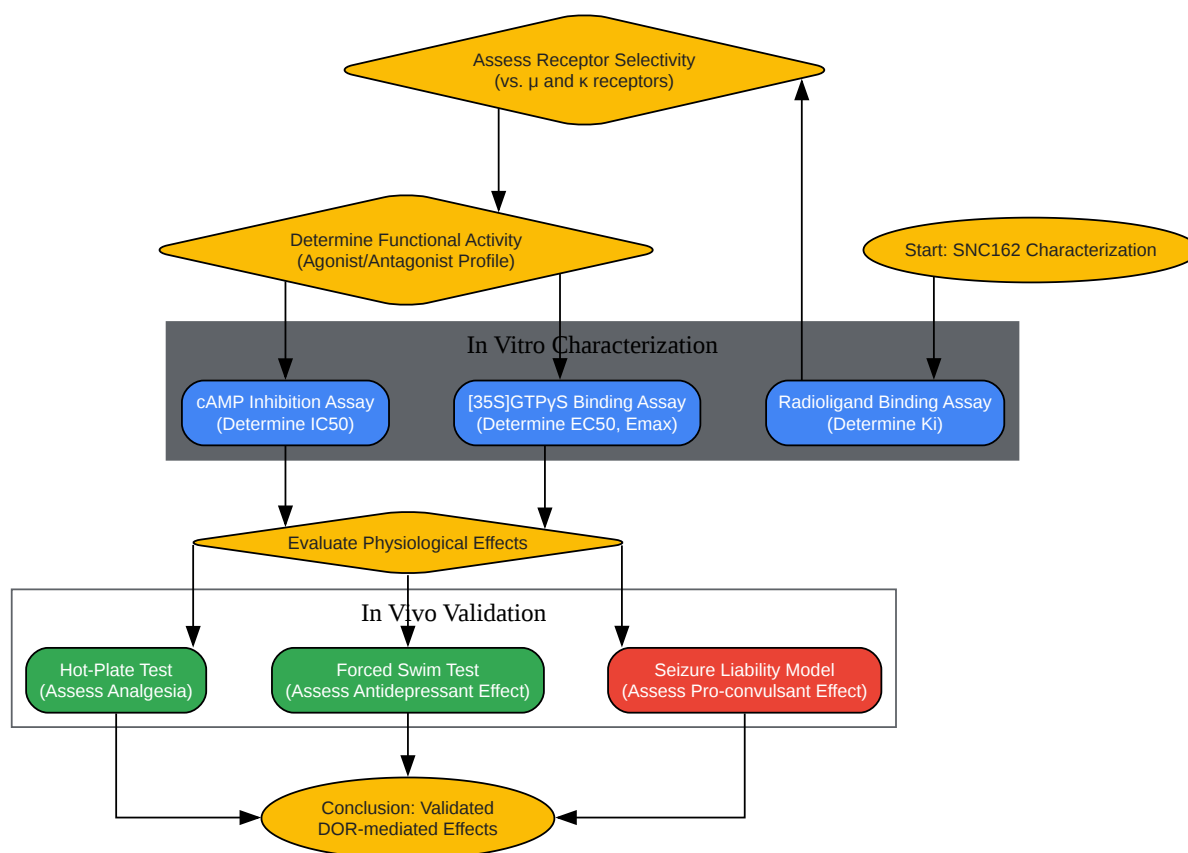 Assess Receptor Selectivity
(vs. μ and κ receptors)
Determine Functional Activity
(Agonist/Antagonist Profile)
Start: SNC162 Characterization
In Vitro Characterization
cAMP Inhibition Assay
(Determine IC50)
[35S]GTPγS Binding Assay
(Determine EC50, Emax)
Radioligand Binding Assay
(Determine Ki)
Evaluate Physiological Effects
In Vivo Validation
Hot-Plate Test
(Assess Analgesia)
Forced Swim Test
(Assess Antidepressant Effect)
Seizure Liability Model
(Assess Pro-convulsant Effect)
Conclusion: Validated
DOR-mediated Effects